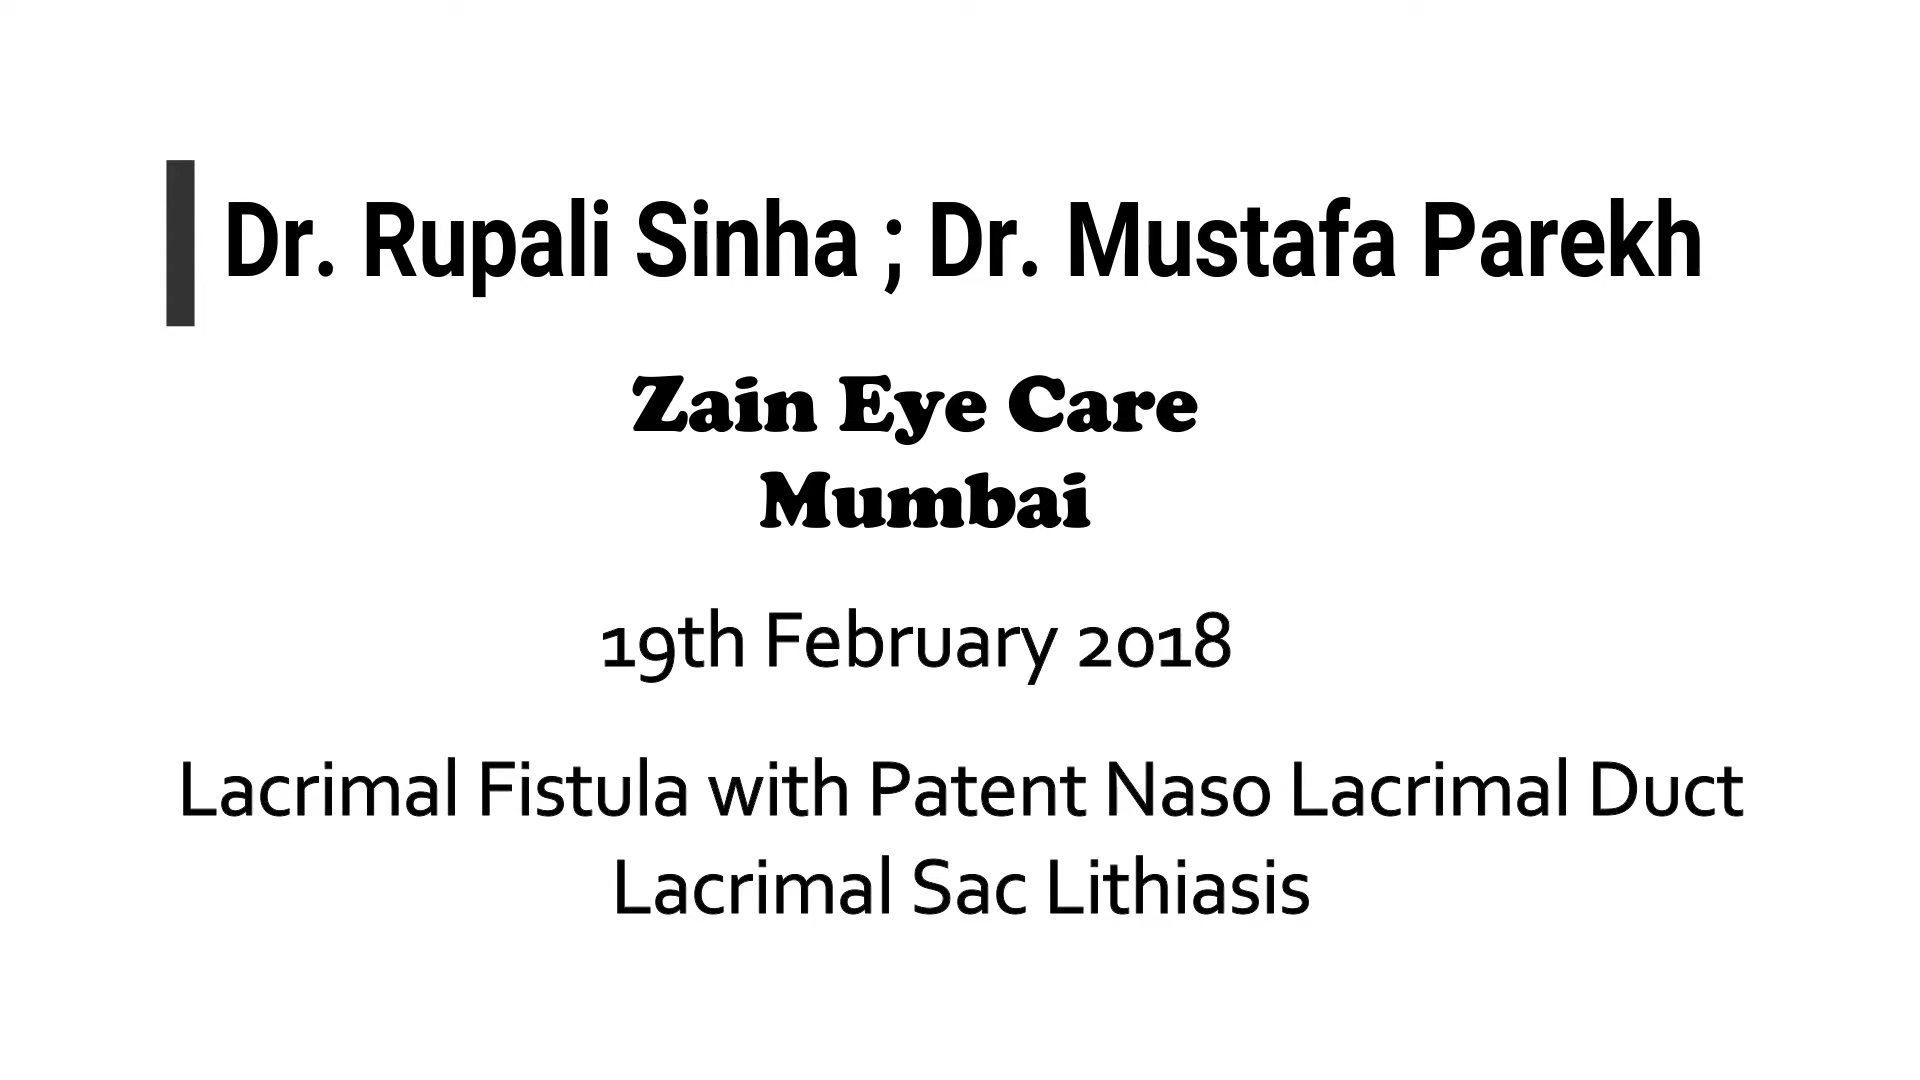 Dr. Rupali Sinha ; Dr. Mustafa Parekh
Zain Eye Care
Mumbai
19th February 2018
Lacrimal Fistula with Patent Naso Lacrimal Duct
Lacrimal Sac Lithiasis